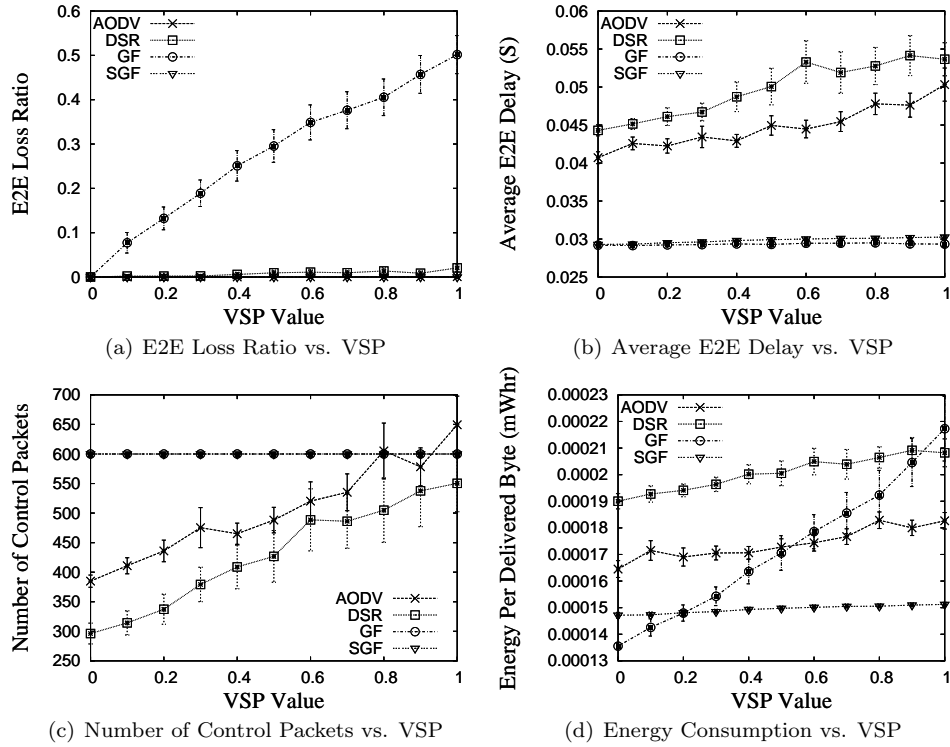 AODV
DSR
GF
SGF
0.6
0.5
0.4
0.3
0.2
0.1
0
E2E Loss Ratio
0 0.2 0.4 0.6 0.8 1
VSP Value
(a) E2E Loss Ratio vs. VSP
AODV
DSR
GF
SGF
0.06
0.055
0.05
0.045
0.04
0.035
0.03
0.025
Average E2E Delay (S)
0 0.2 0.4 0.6 0.8 1
VSP Value
(b) Average E2E Delay vs. VSP
700
650
600
550
500
450
400
350
300
250
Number of Control Packets
AODV
DSR
GF
SGF
0 0.2 0.4 0.6 0.8 1
VSP Value
(c) Number of Control Packets vs. VSP
0.00023
0.00022
0.00021
0.0002
0.00019
0.00018
0.00017
0.00016
0.00015
0.00014
0.00013
Energy Per Delivered Byte (mWhr)
AODV
DSR
GF
SGF
0 0.2 0.4 0.6 0.8 1
VSP Value
(d) Energy Consumption vs. VSP